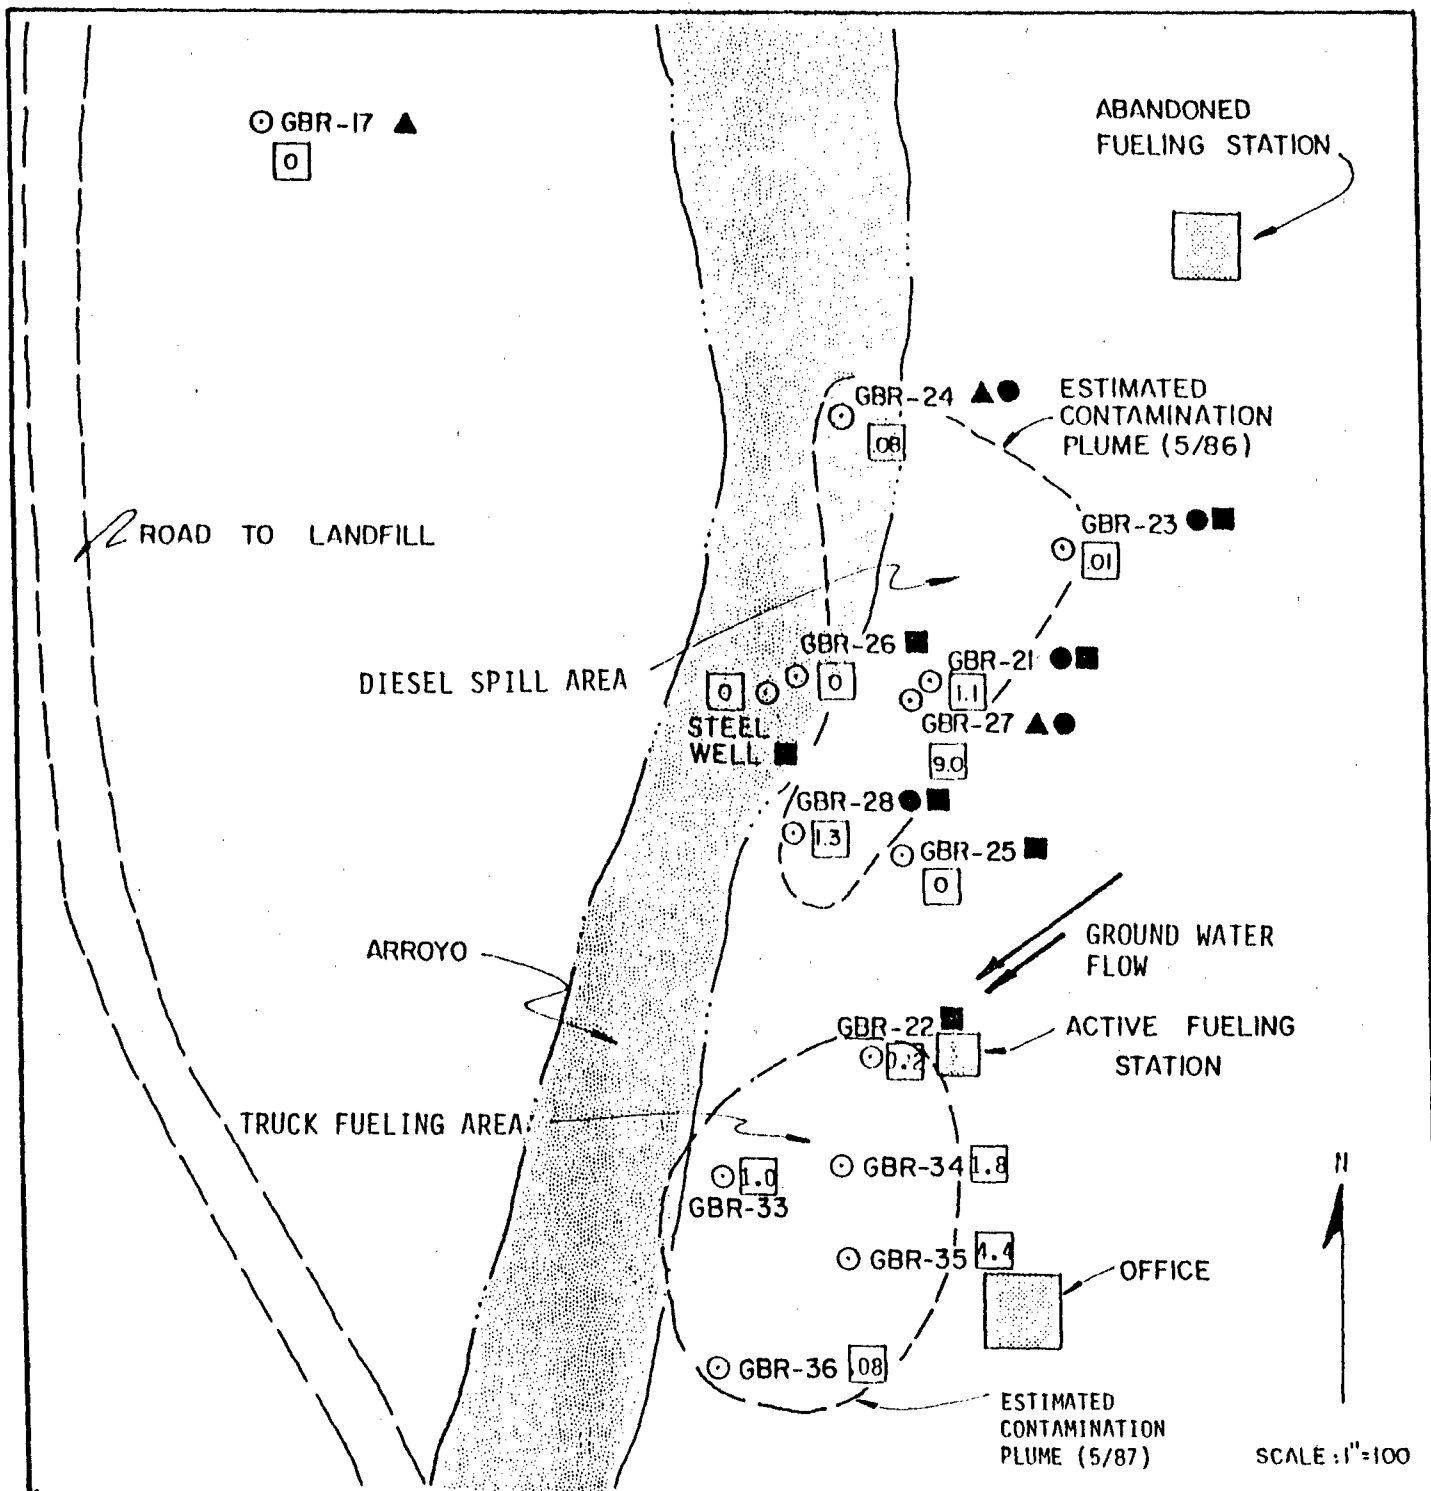 GBR-17
0
ABANDONED
FUELING STATION
GBR-24
.08
ESTIMATED
CONTAMINATION
PLUME (5/86)
GBR-23
.01
ROAD TO LANDFILL
GBR-26
0
GBR-21
1.1
DIESEL SPILL AREA
0
STEEL
WELL
GBR-27
9.0
GBR-28
1.3
GBR-25
0
ARROYO
GROUND WATER
FLOW
GBR-22
ACTIVE FUELING
STATION
TRUCK FUELING AREA
GBR-34 1.8
1.0
GBR-33
GBR-35 4.4
OFFICE
GBR-36 .08
ESTIMATED
CONTAMINATION
PLUME (5/87)
N
SCALE: 1"=100